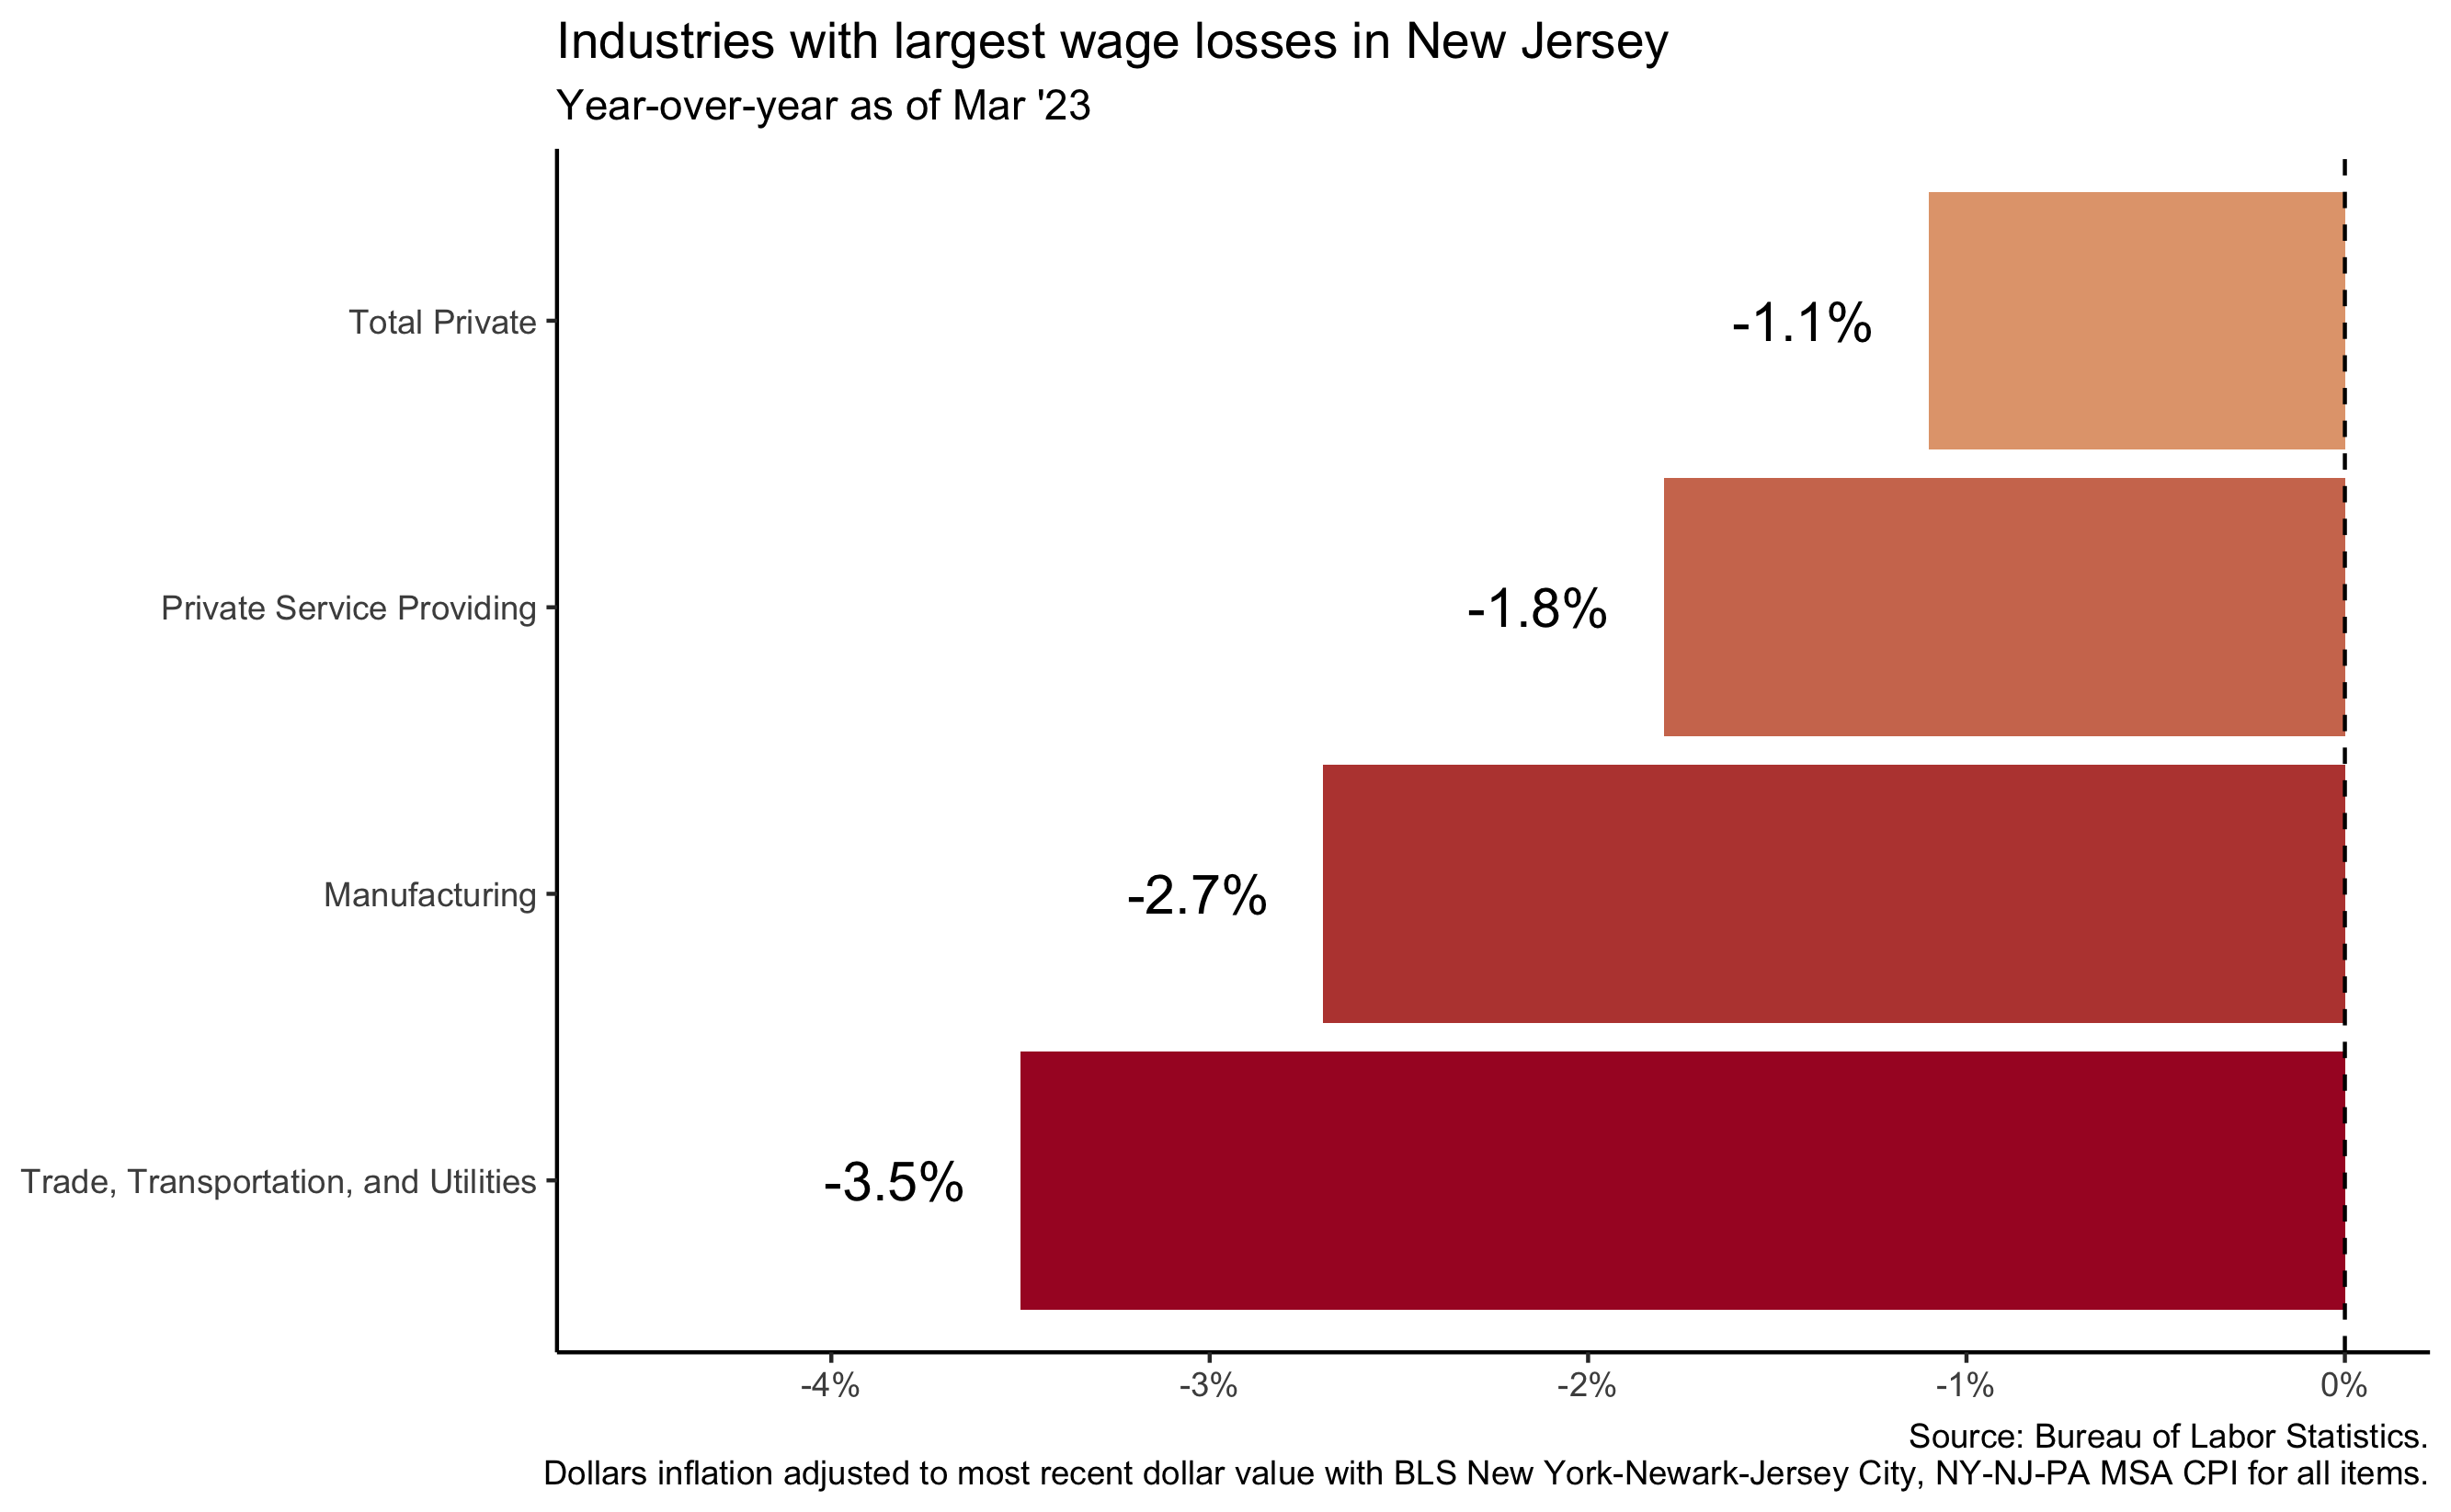 Industries with largest wage losses in New Jersey
Year-over-year as of Mar '23
Total Private
-1.1%
Private Service Providing
-1.8%
Manufacturing
-2.7%
Trade, Transportation, and Utilities
-3.5%
-4%
-3%
-2%
-1%
0%
Source: Bureau of Labor Statistics.
Dollars inflation adjusted to most recent dollar value with BLS New York-Newark-Jersey City, NY-NJ-PA MSA CPI for all items.